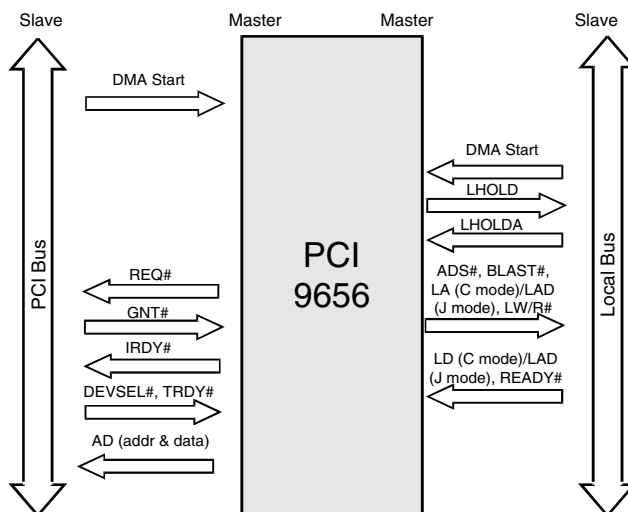 Slave
Master
Master
Slave
DMA Start
DMA Start
LHOLD
LHOLDA
PCI Bus
REQ#
GNT#
IRDY#
DEVSEL#, TRDY#
AD (addr & data)
PCI
9656
ADS#, BLAST#,
LA (C mode)/LAD
(J mode), LW/R#
LD (C mode)/LAD
(J mode), READY#
Local Bus